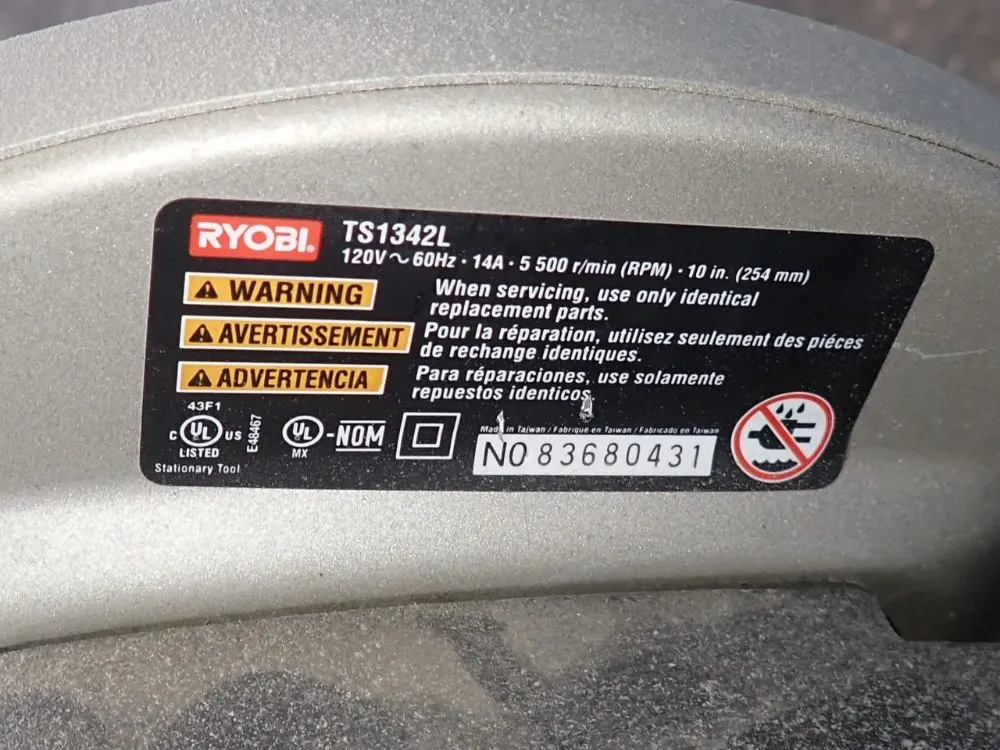 RYOBI®
TS1342L
120V ~ 60Hz · 14A · 5 500 r/min (RPM) · 10 in. (254 mm)
WARNING
When servicing, use only identical
replacement parts.
AVERTISSEMENT
Pour la réparation, utilisez seulement des piéces
de rechange identiques.
ADVERTENCIA
Para réparaciones, use solamente
repuestos identicos.
43F1
C UL US
LISTED
Stationary Tool
E48467
UL - NOM
MX
Made in Taiwan / Fabriqué en Taiwan / Fabricado en Taiwan
NO 83680431